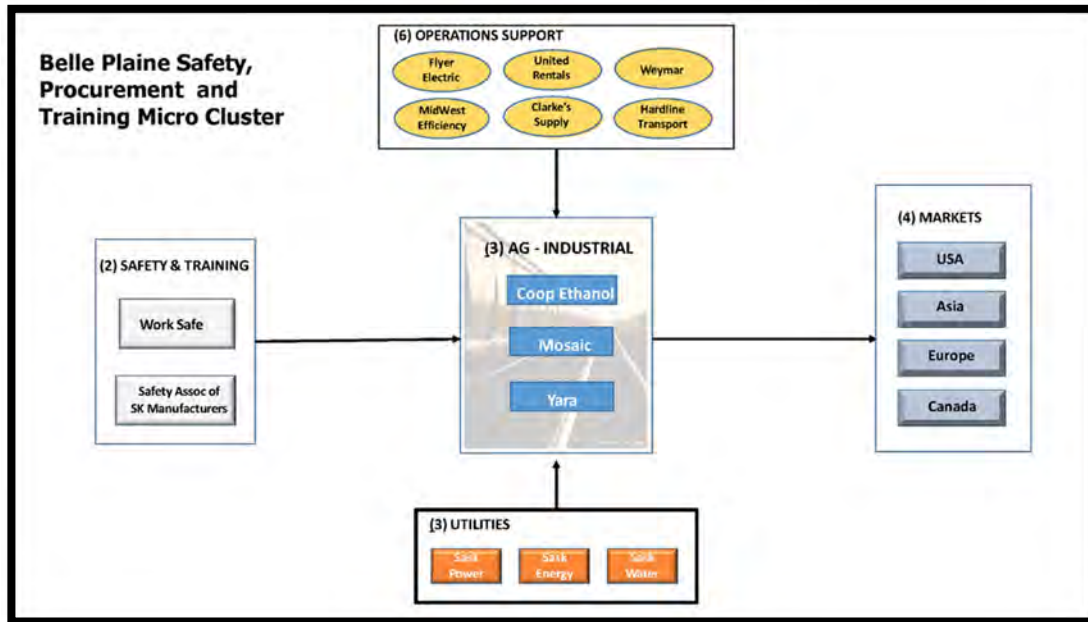 Belle Plaine Safety,
Procurement and
Training Micro Cluster
(6) OPERATIONS SUPPORT
Flyer
Electric
United
Rentals
Weymar
MidWest
Efficiency
Clarke's
Supply
Hardline
Transport
(2) SAFETY & TRAINING
Work Safe
Safety Assoc of
SK Manufacturers
(3) AG - INDUSTRIAL
Coop Ethanol
Mosaic
Yara
(4) MARKETS
USA
Asia
Europe
Canada
(3) UTILITIES
Sask
Power
Sask
Energy
Sask
Water